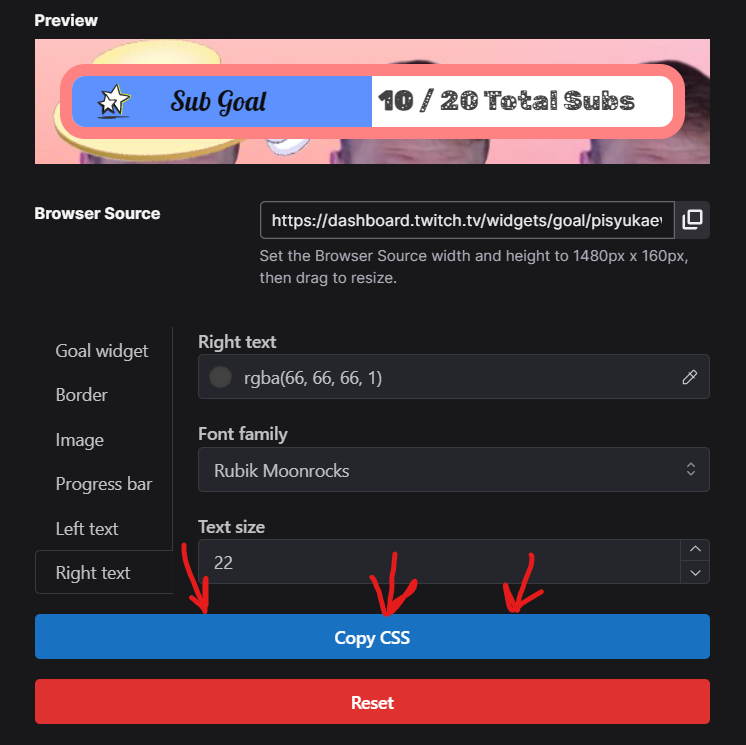 Preview
Sub Goal
10 / 20 Total Subs
Browser Source
https://dashboard.twitch.tv/widgets/goal/pisyukaev
Set the Browser Source width and height to 1480px x 160px,
then drag to resize.
Goal widget
Border
Image
Progress bar
Left text
Right text
Right text
rgba(66, 66, 66, 1)
Font family
Rubik Moonrocks
Text size
22
Copy CSS
Reset